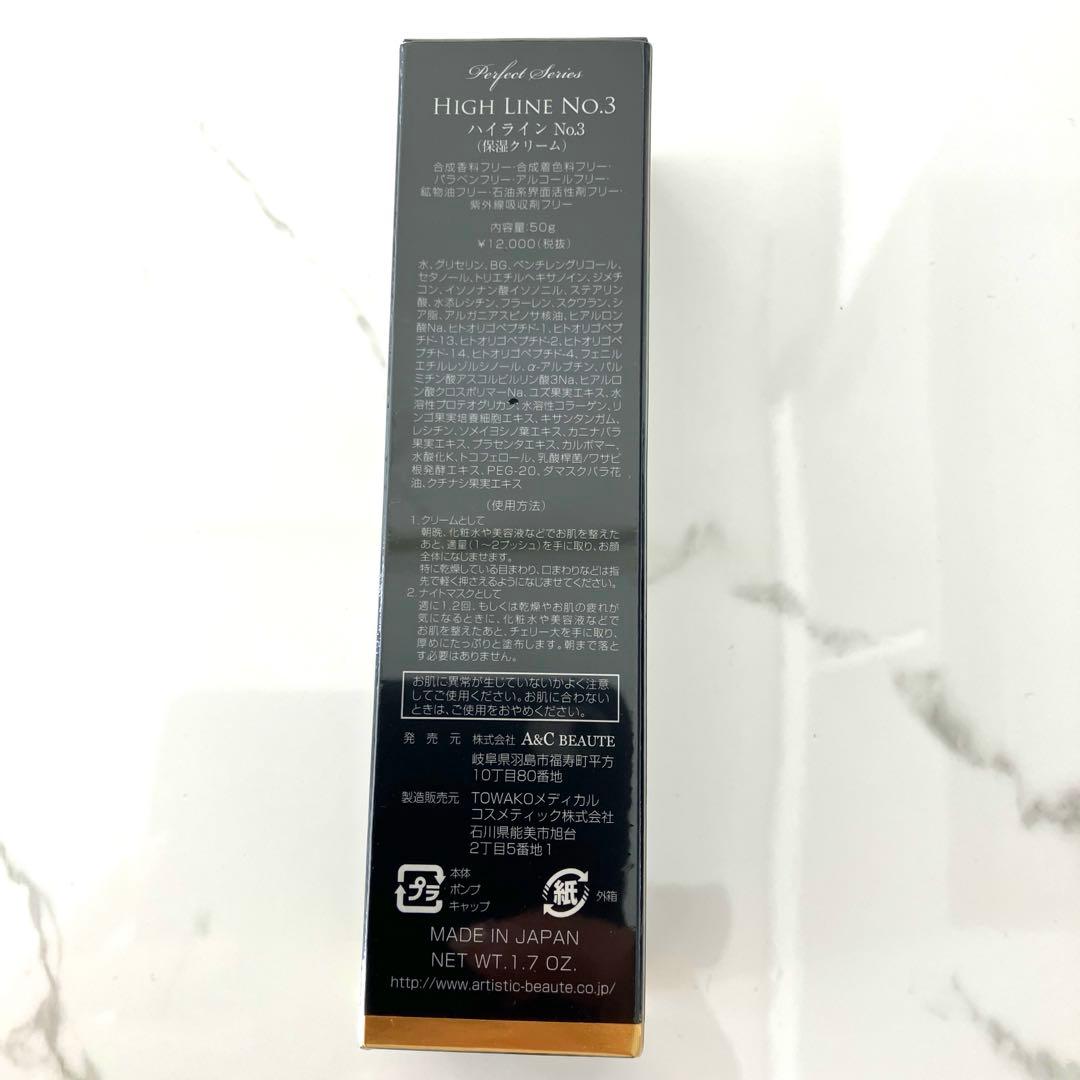 Perfect Series
HIGH LINE NO.3
ハイライン No.3
(保湿クリーム)
合成香料フリー・合成着色料フリー・
パラベンフリー・アルコールフリー・
鉱物油フリー・石油系界面活性剤フリー・
紫外線吸収剤フリー
内容量:50g
¥12,000(税抜)
水、グリセリン、BG、ペンチレングリコール、
セタノール、トリエチルヘキサノイン、ジメチ
コン、イソノナン酸イソノニル、ステアリン
酸、水添レシチン、フラーレン、スクワラン、シ
ア脂、アルガニアスピノサ核油、ヒアルロン
酸Na、ヒトオリゴペプチド-1、ヒトオリゴペプ
チド-13、ヒトオリゴペプチド-2、ヒトオリゴペ
プチド-14、ヒトオリゴペプチド-4、フェニル
エチルレゾルシノール、α-アルブチン、パル
ミチン酸アスコルビルリン酸3Na、ヒアルロ
ン酸クロスポリマーNa、ユズ果実エキス、水
溶性プロテオグリカン、水溶性コラーゲン、リ
ンゴ果実培養細胞エキス、キサンタンガム、
レシチン、ソメイヨシノ葉エキス、カニナバラ
果実エキス、プラセンタエキス、カルボマー、
水酸化K、トコフェロール、乳酸桿菌/ワサビ
根発酵エキス、PEG-20、ダマスクバラ花
油、クチナシ果実エキス
(使用方法)
1.クリームとして
朝晩、化粧水や美容液などでお肌を整えた
あと、適量(1〜2プッシュ)を手に取り、お顔
全体になじませます。
特に乾燥している目まわり、口まわりなどは指
先で軽く押さえるようになじませてください。
2.ナイトマスクとして
週に1.2回、もしくは乾燥やお肌の疲れが
気になるときに、化粧水や美容液などで
お肌を整えたあと、チェリー大を手に取り、
厚めにたっぷりと塗布します。朝まで落と
す必要はありません。
お肌に異常が生じていないかよく注意
してご使用ください。お肌に合わない
ときは、ご使用をおやめください。
発売元 株式会社 A&C BEAUTE
岐阜県羽島市福寿町平方
10丁目80番地
製造販売元 TOWAKOメディカル
コスメティック株式会社
石川県能美市旭台
2丁目5番地1
プラ 本体
ポンプ
キャップ
紙 外箱
MADE IN JAPAN
NET WT.1.7 OZ.
http://www.artistic-beaute.co.jp/